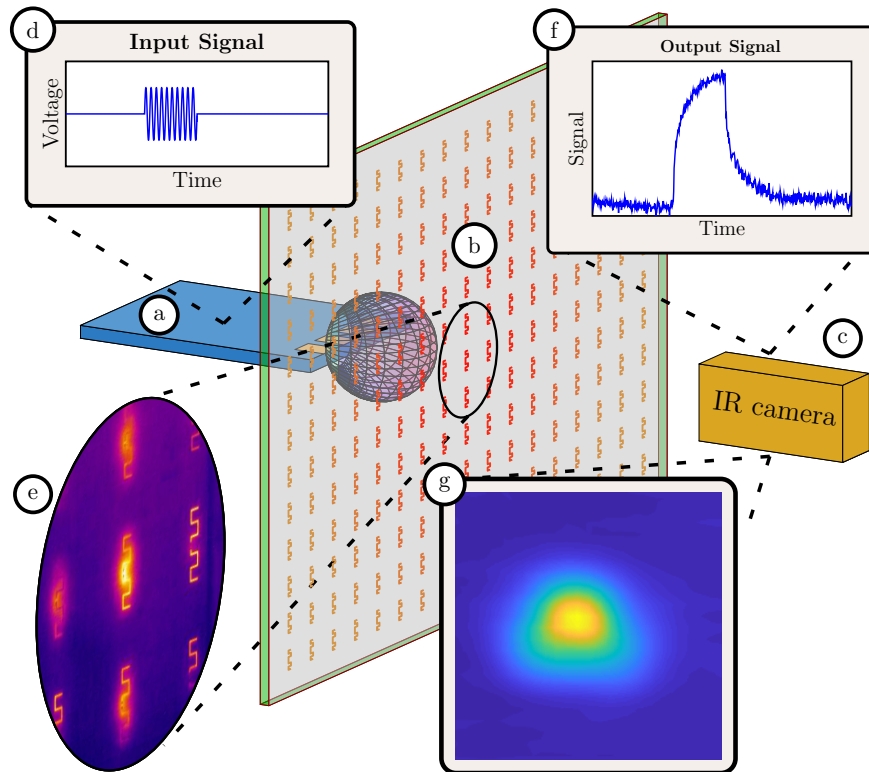 d
Input Signal
Voltage
Time
f
Output Signal
Signal
Time
b
a
c
IR camera
e
g